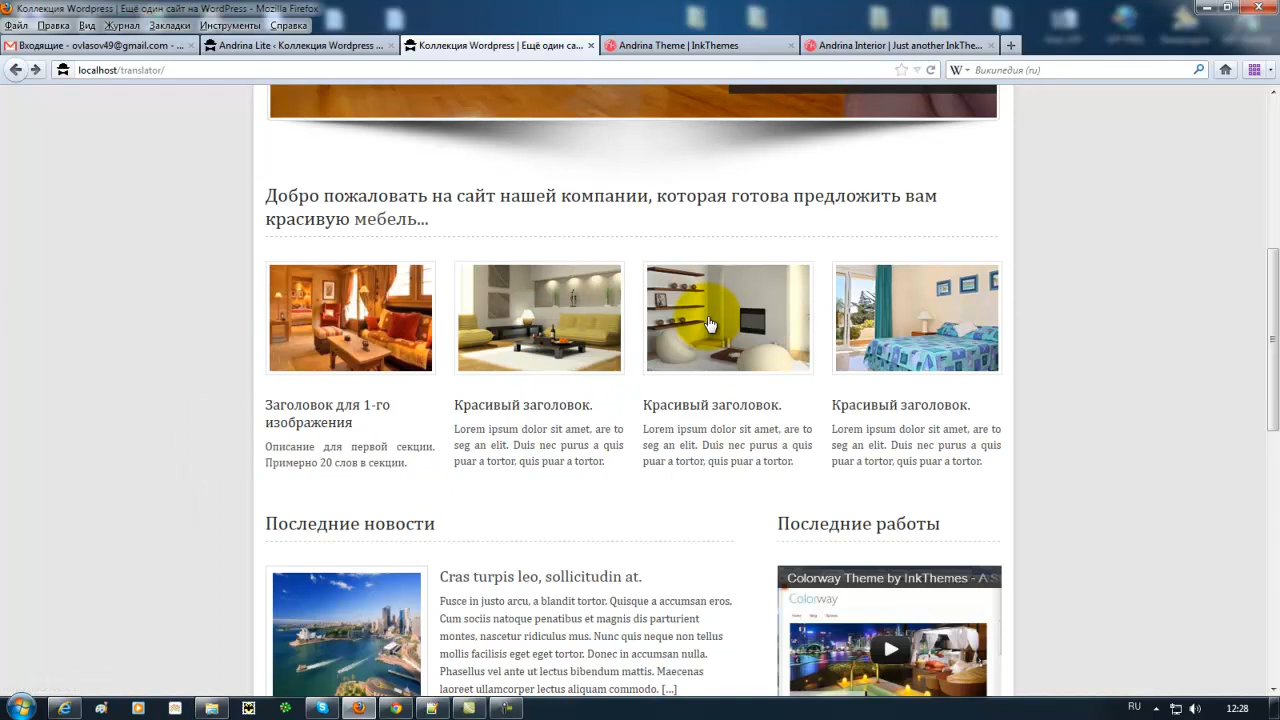 Коллекция Wordpress | Ещё один сайт на WordPress - Mozilla Firefox
Файл Правка Вид Журнал Закладки Инструменты Справка
Входящие - ovlasov49@gmail.com - ...
Andrina Lite ‹ Коллекция Wordpress ...
Коллекция Wordpress | Ещё один са...
Andrina Theme | InkThemes
Andrina Interior | Just another InkThe...
localhost/translator/
W Википедия (ru)
Добро пожаловать на сайт нашей компании, которая готова предложить вам
красивую мебель...
Заголовок для 1-го
изображения
Описание для первой секции.
Примерно 20 слов в секции.
Красивый заголовок.
Lorem ipsum dolor sit amet, are to
seg an elit. Duis nec purus a quis
puar a tortor, quis puar a tortor.
Красивый заголовок.
Lorem ipsum dolor sit amet, are to
seg an elit. Duis nec purus a quis
puar a tortor, quis puar a tortor.
Красивый заголовок.
Lorem ipsum dolor sit amet, are to
seg an elit. Duis nec purus a quis
puar a tortor, quis puar a tortor.
Последние новости
Cras turpis leo, sollicitudin at.
Fusce in justo arcu, a blandit tortor. Quisque a accumsan eros.
Cum sociis natoque penatibus et magnis dis parturient
montes, nascetur ridiculus mus. Nunc quis neque non tellus
mollis facilisis eget eget tortor. Donec in accumsan nulla.
Phasellus vel ante ut lectus bibendum mattis. Maecenas
laoreet ullamcorper lectus aliquam commodo. [...]
Последние работы
Colorway Theme by InkThemes - A S
Colorway
RU
12:28